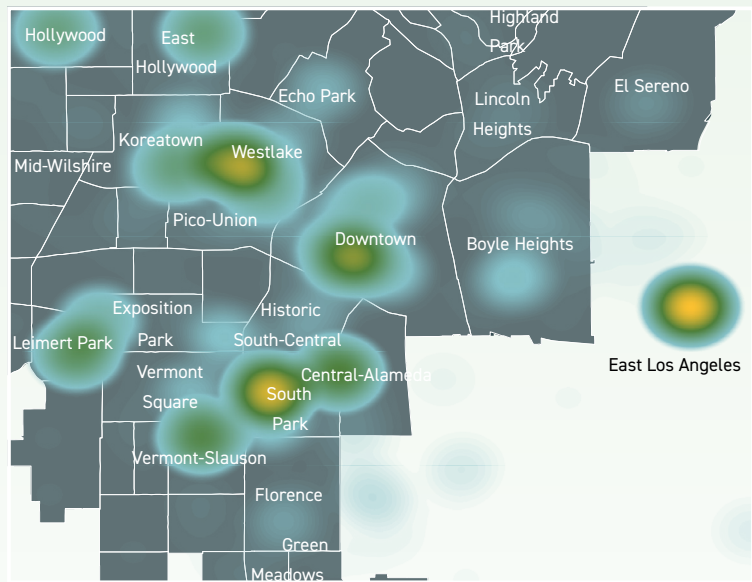 Highland
Park
Hollywood
East
Hollywood
Echo Park
El Sereno
Lincoln
Heights
Koreatown
Westlake
Mid-Wilshire
Pico-Union
Downtown
Boyle Heights
Exposition
Park
Historic
South-Central
Leimert Park
East Los Angeles
Vermont
Square
Central-Alameda
South
Park
Vermont-Slauson
Florence
Green
Meadows